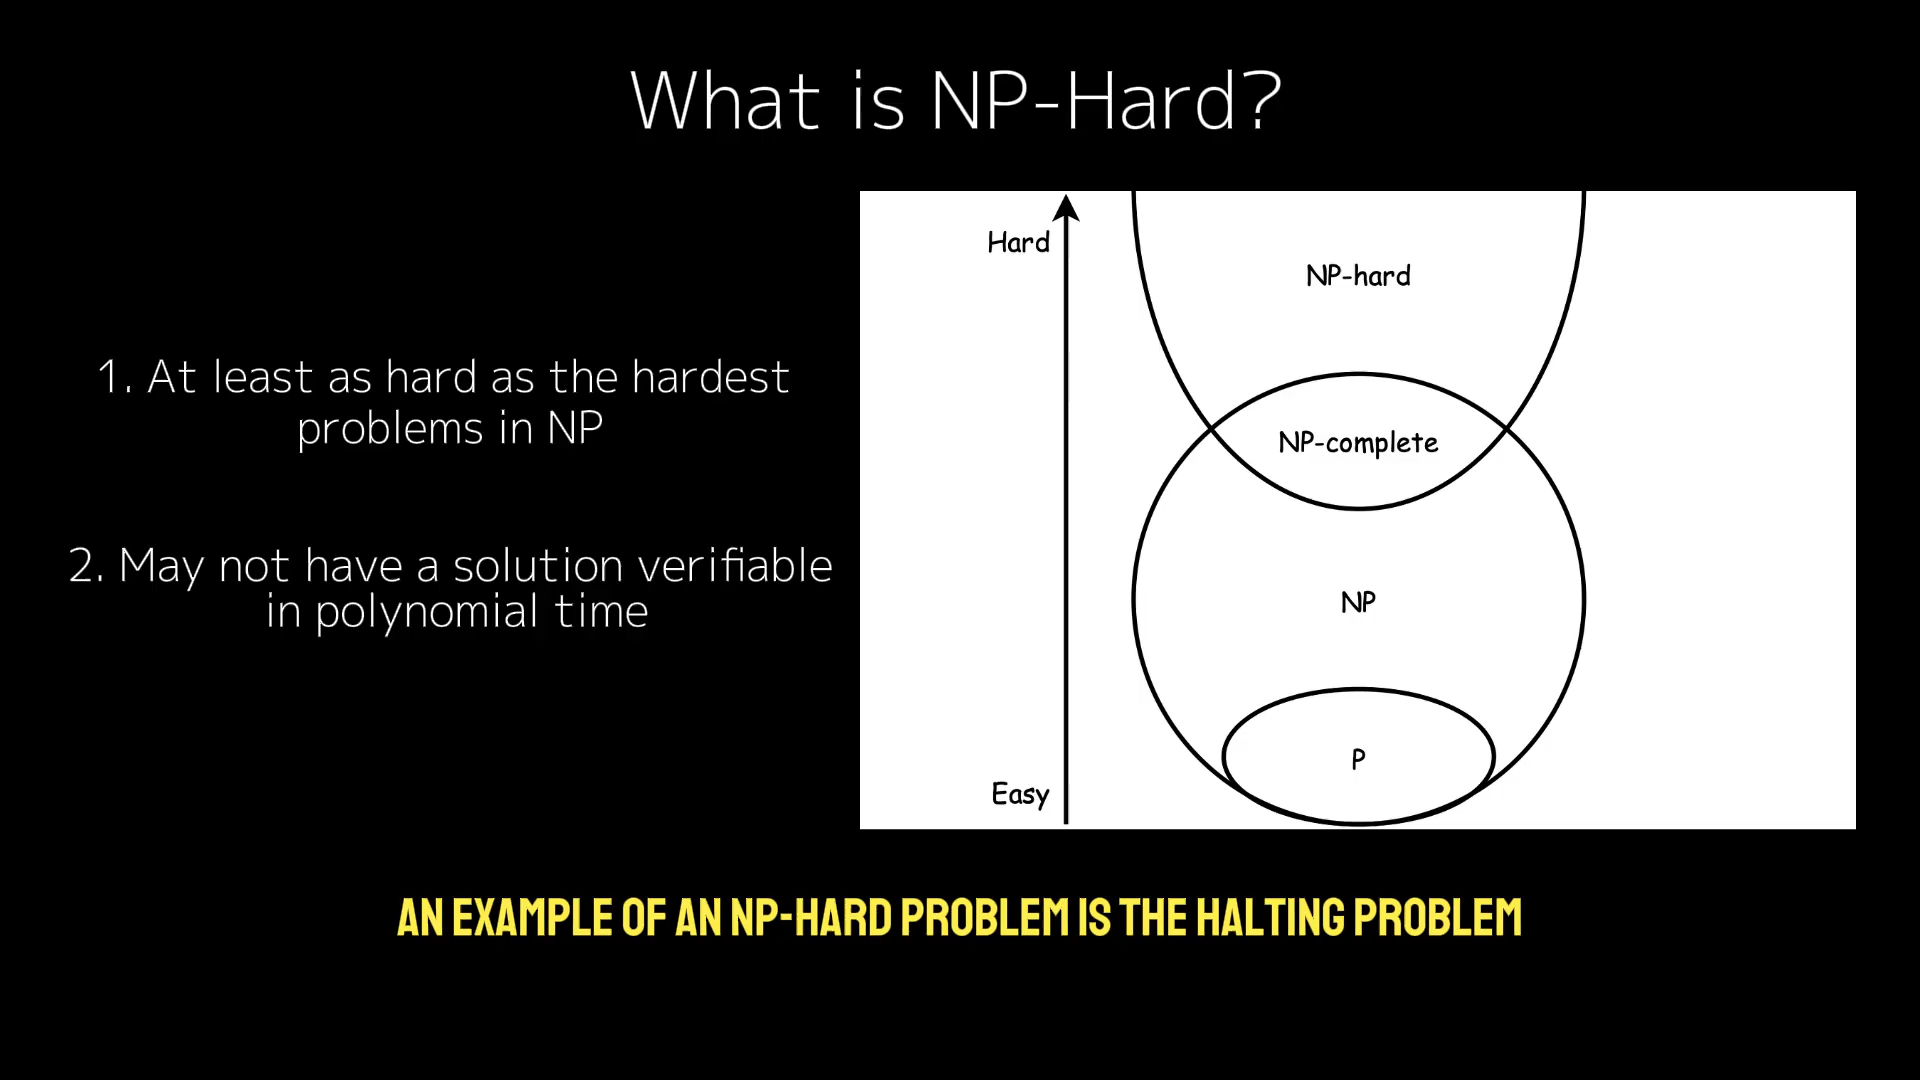 What is NP-Hard?
1. At least as hard as the hardest
problems in NP
2. May not have a solution verifiable
in polynomial time
Hard
NP-hard
NP-complete
NP
P
Easy
AN EXAMPLE OF AN NP-HARD PROBLEM IS THE HALTING PROBLEM